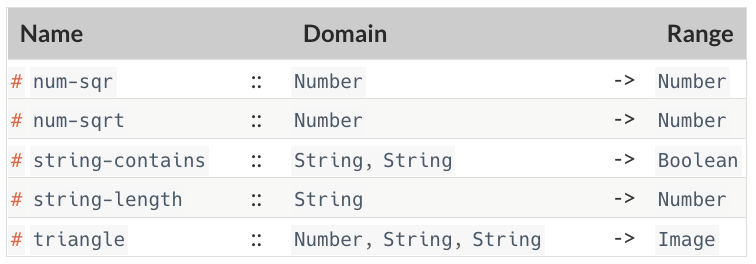 Name Domain Range
# num-sqr :: Number -> Number
# num-sqrt :: Number -> Number
# string-contains :: String, String -> Boolean
# string-length :: String -> Number
# triangle :: Number, String, String -> Image